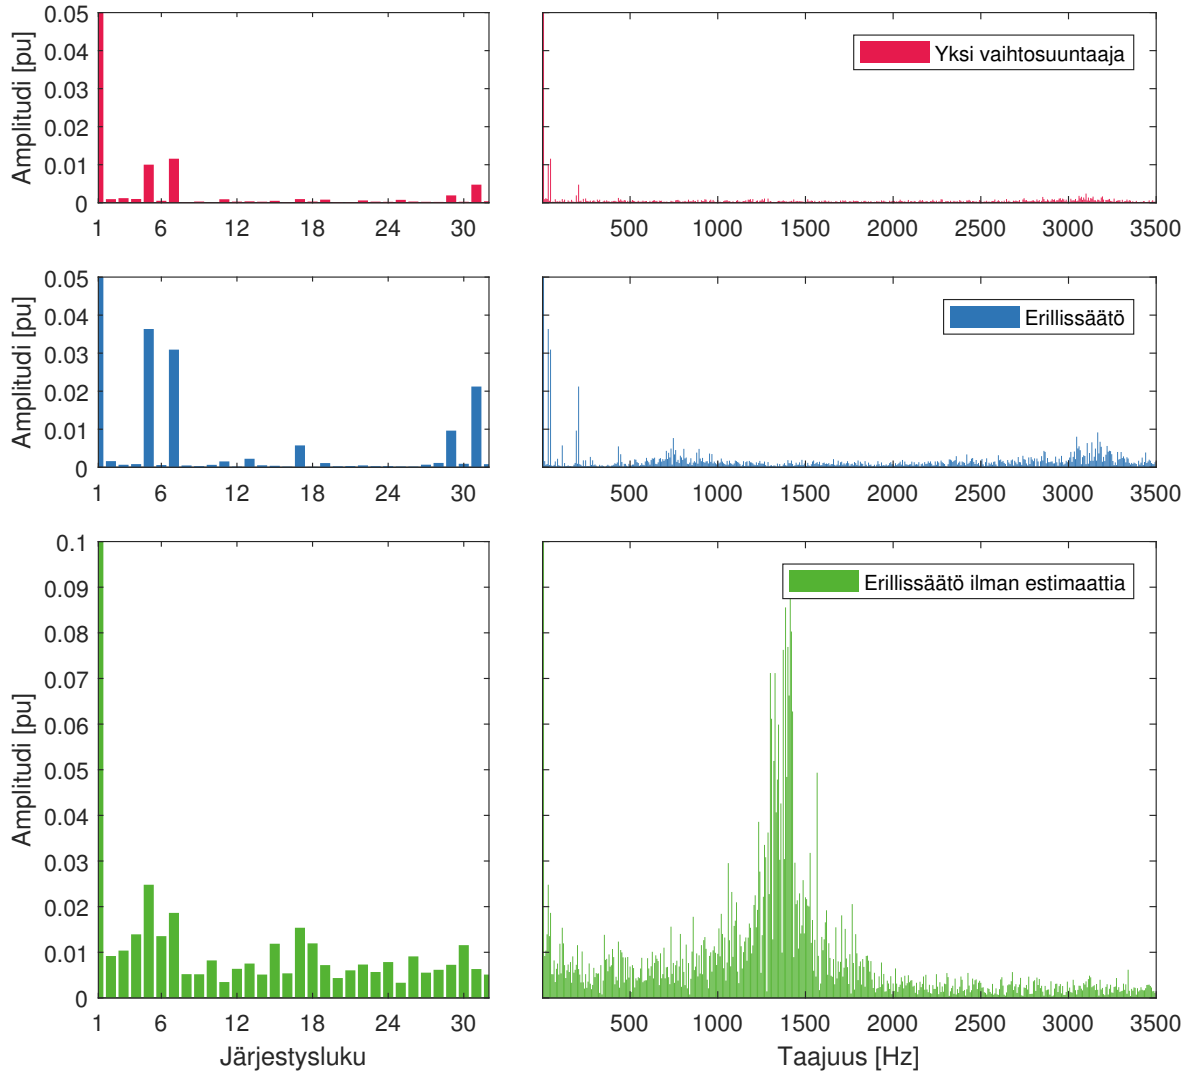 0.05
0.04
0.03
0.02
0.01
0
Amplitudi [pu]
1 6 12 18 24 30
Yksi vaihtosuuntaaja
500 1000 1500 2000 2500 3000 3500
0.05
0.04
0.03
0.02
0.01
0
Amplitudi [pu]
1 6 12 18 24 30
Erillissäätö
500 1000 1500 2000 2500 3000 3500
0.1
0.09
0.08
0.07
0.06
0.05
0.04
0.03
0.02
0.01
0
Amplitudi [pu]
1 6 12 18 24 30
Järjestysluku
Erillissäätö ilman estimaattia
500 1000 1500 2000 2500 3000 3500
Taajuus [Hz]